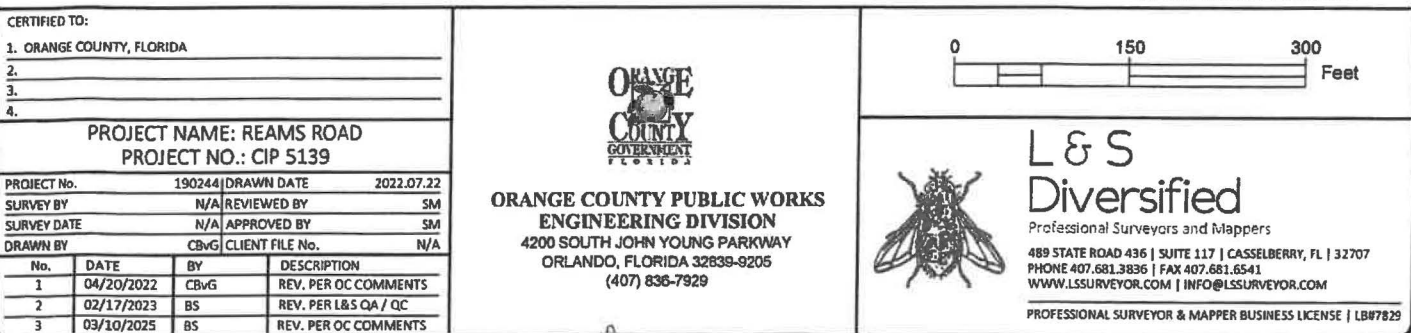 CERTIFIED TO:
1. ORANGE COUNTY, FLORIDA
2.
3.
4.
PROJECT NAME: REAMS ROAD
PROJECT NO.: CIP 5139
PROJECT No. 190244 DRAWN DATE 2022.07.22
SURVEY BY N/A REVIEWED BY SM
SURVEY DATE N/A APPROVED BY SM
DRAWN BY CBvG CLIENT FILE No. N/A
No. DATE BY DESCRIPTION
1 04/20/2022 CBvG REV. PER OC COMMENTS
2 02/17/2023 BS REV. PER L&S QA / QC
3 03/10/2025 BS REV. PER OC COMMENTS
ORANGE
COUNTY
GOVERNMENT
FLORIDA
ORANGE COUNTY PUBLIC WORKS
ENGINEERING DIVISION
4200 SOUTH JOHN YOUNG PARKWAY
ORLANDO, FLORIDA 32839-9205
(407) 836-7929
0 150 300
Feet
L & S
Diversified
Professional Surveyors and Mappers
489 STATE ROAD 436 | SUITE 117 | CASSELBERRY, FL | 32707
PHONE 407.681.3836 | FAX 407.681.6541
WWW.LSSURVEYOR.COM | INFO@LSSURVEYOR.COM
PROFESSIONAL SURVEYOR & MAPPER BUSINESS LICENSE | LB#7829